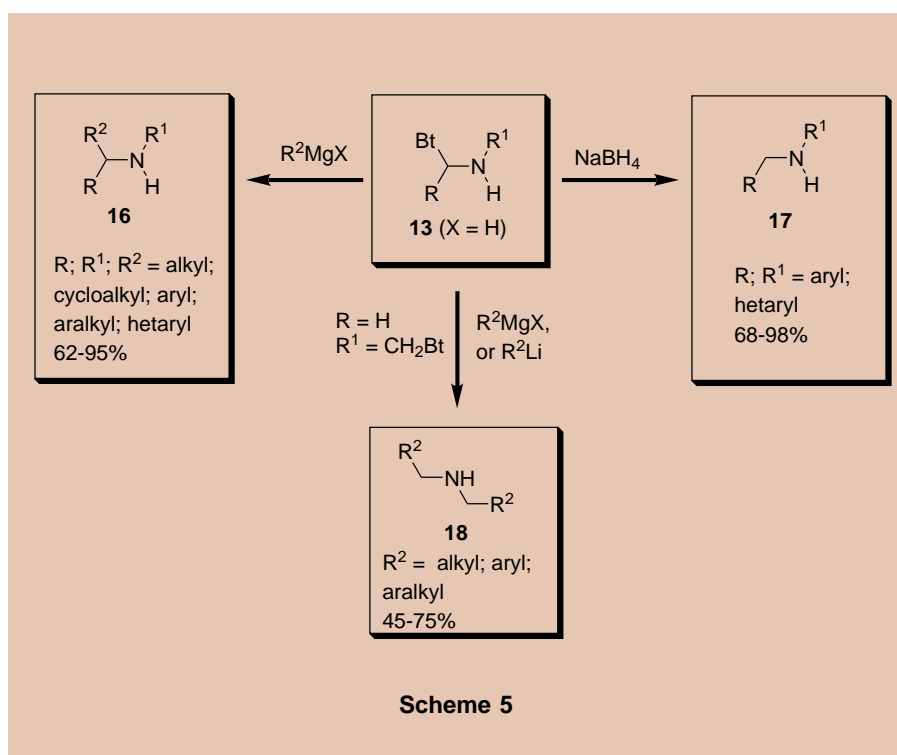 R²
R¹
N
R
H
16
R; R¹; R² = alkyl;
cycloalkyl; aryl;
aralkyl; hetaryl
62-95%
R²MgX
Bt
R¹
N
R
H
13 (X = H)
NaBH₄
R¹
N
R
H
17
R; R¹ = aryl;
hetaryl
68-98%
R = H
R¹ = CH₂Bt
R²MgX,
or R²Li
R²
NH
R²
18
R² = alkyl; aryl;
aralkyl
45-75%
Scheme 5